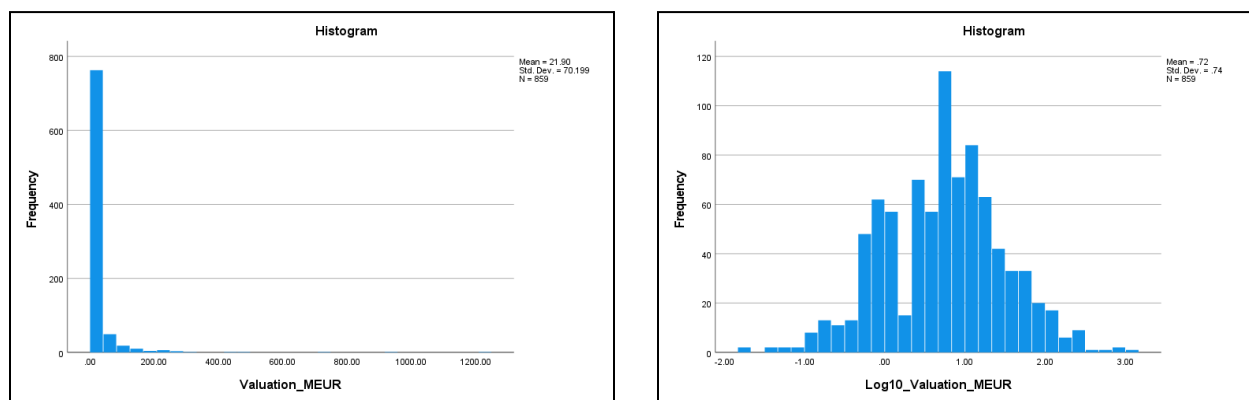 Histogram
Mean = 21.90
Std. Dev. = 70.199
N = 859
800
600
400
200
0
Frequency
.00 200.00 400.00 600.00 800.00 1000.00 1200.00
Valuation_MEUR
Histogram
Mean = .72
Std. Dev. = .74
N = 859
120
100
80
60
40
20
0
Frequency
-2.00 -1.00 .00 1.00 2.00 3.00
Log10_Valuation_MEUR